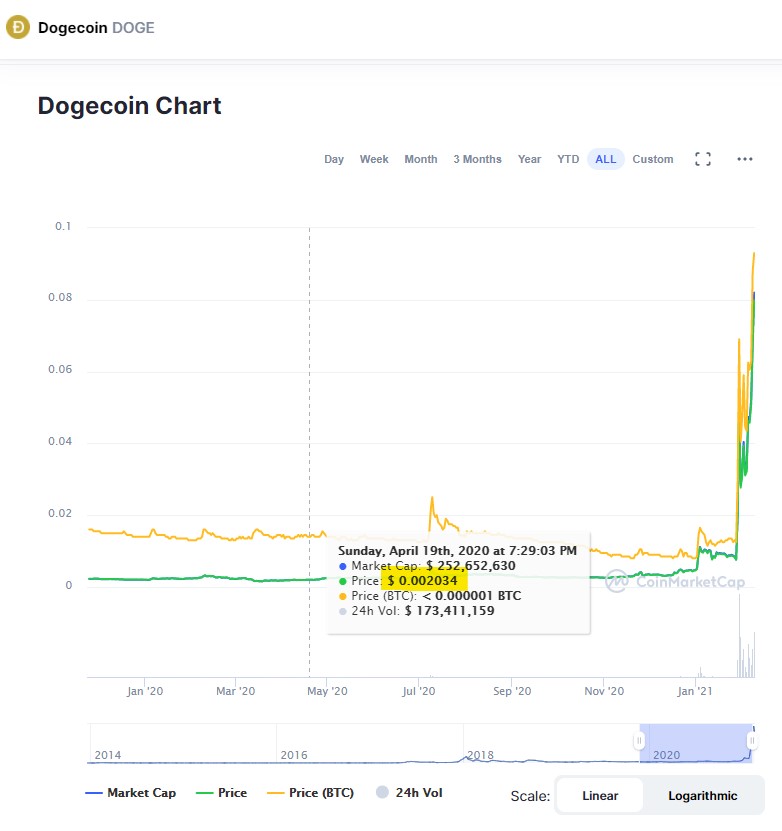 Dogecoin DOGE
Dogecoin Chart
Day Week Month 3 Months Year YTD ALL Custom
0.1
0.08
0.06
0.04
0.02
0
Sunday, April 19th, 2020 at 7:29:03 PM
Market Cap: $ 252,652,630
Price: $ 0.002034
Price (BTC): < 0.000001 BTC
24h Vol: $ 173,411,159
CoinMarketCap
Jan '20 Mar '20 May '20 Jul '20 Sep '20 Nov '20 Jan '21
2014 2016 2018 2020
Market Cap Price Price (BTC) 24h Vol
Scale: Linear Logarithmic